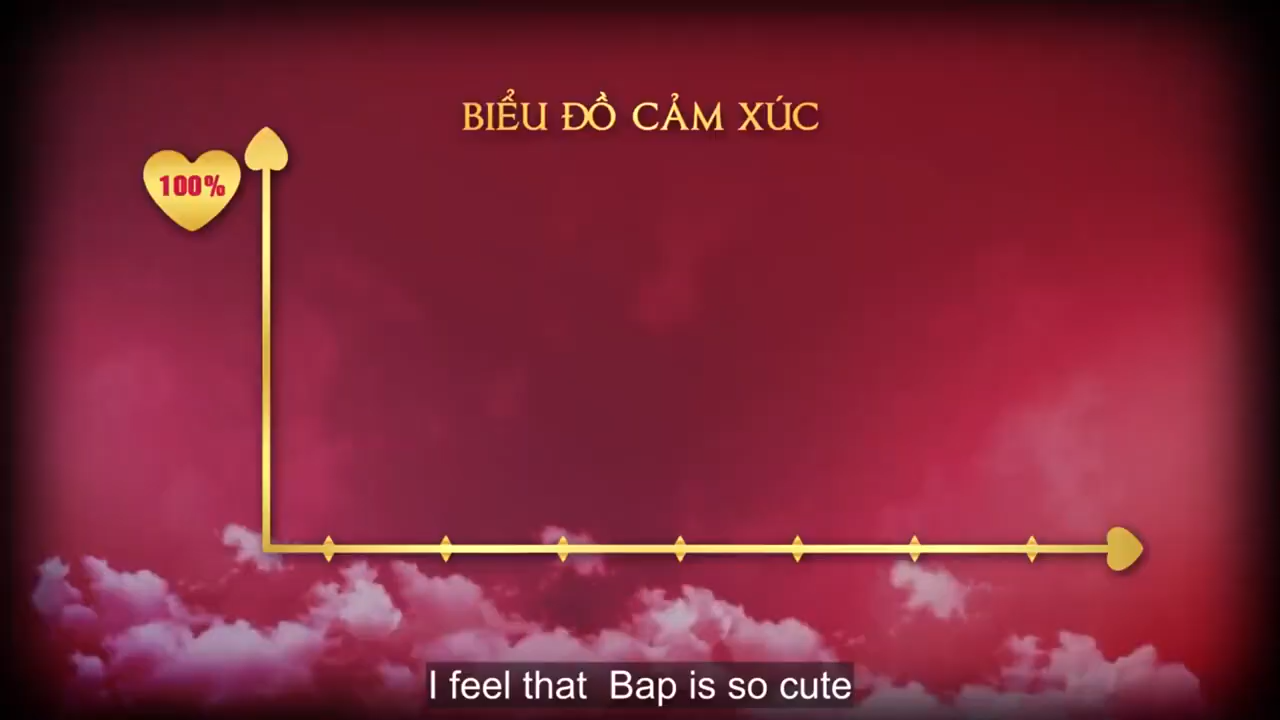 BIỂU ĐỒ CẢM XÚC
100%
I feel that  Bap is so cute